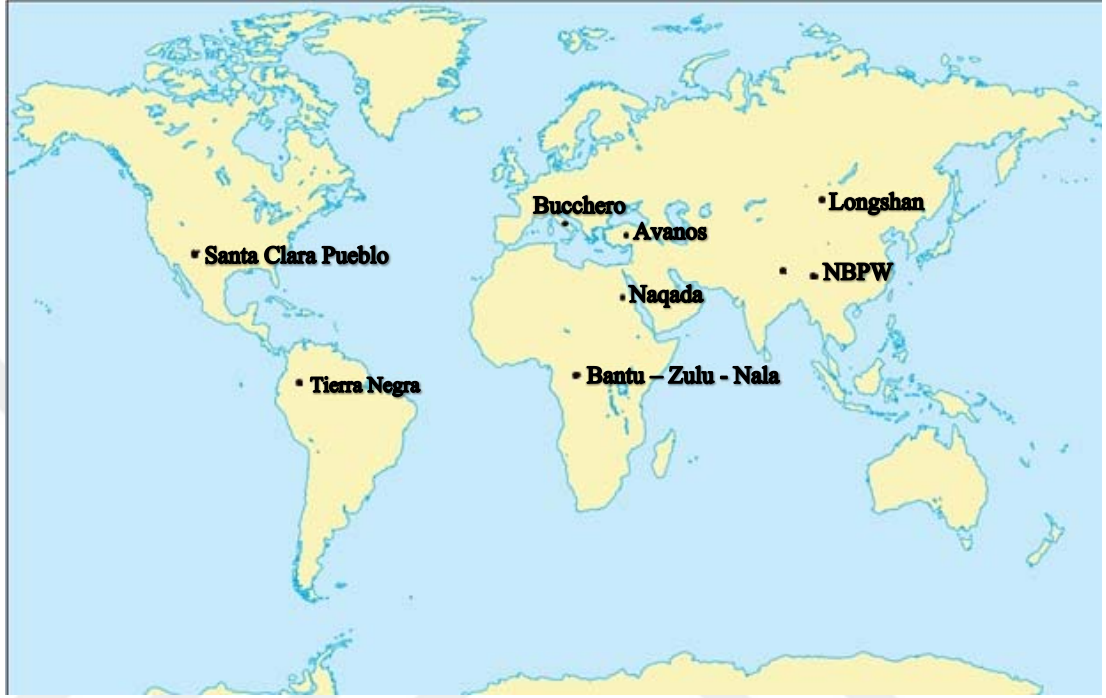 Bucchero
Longshan
Avanos
Santa Clara Pueblo
NBPW
Naqada
Bantu – Zulu - Nala
Tierra Negra